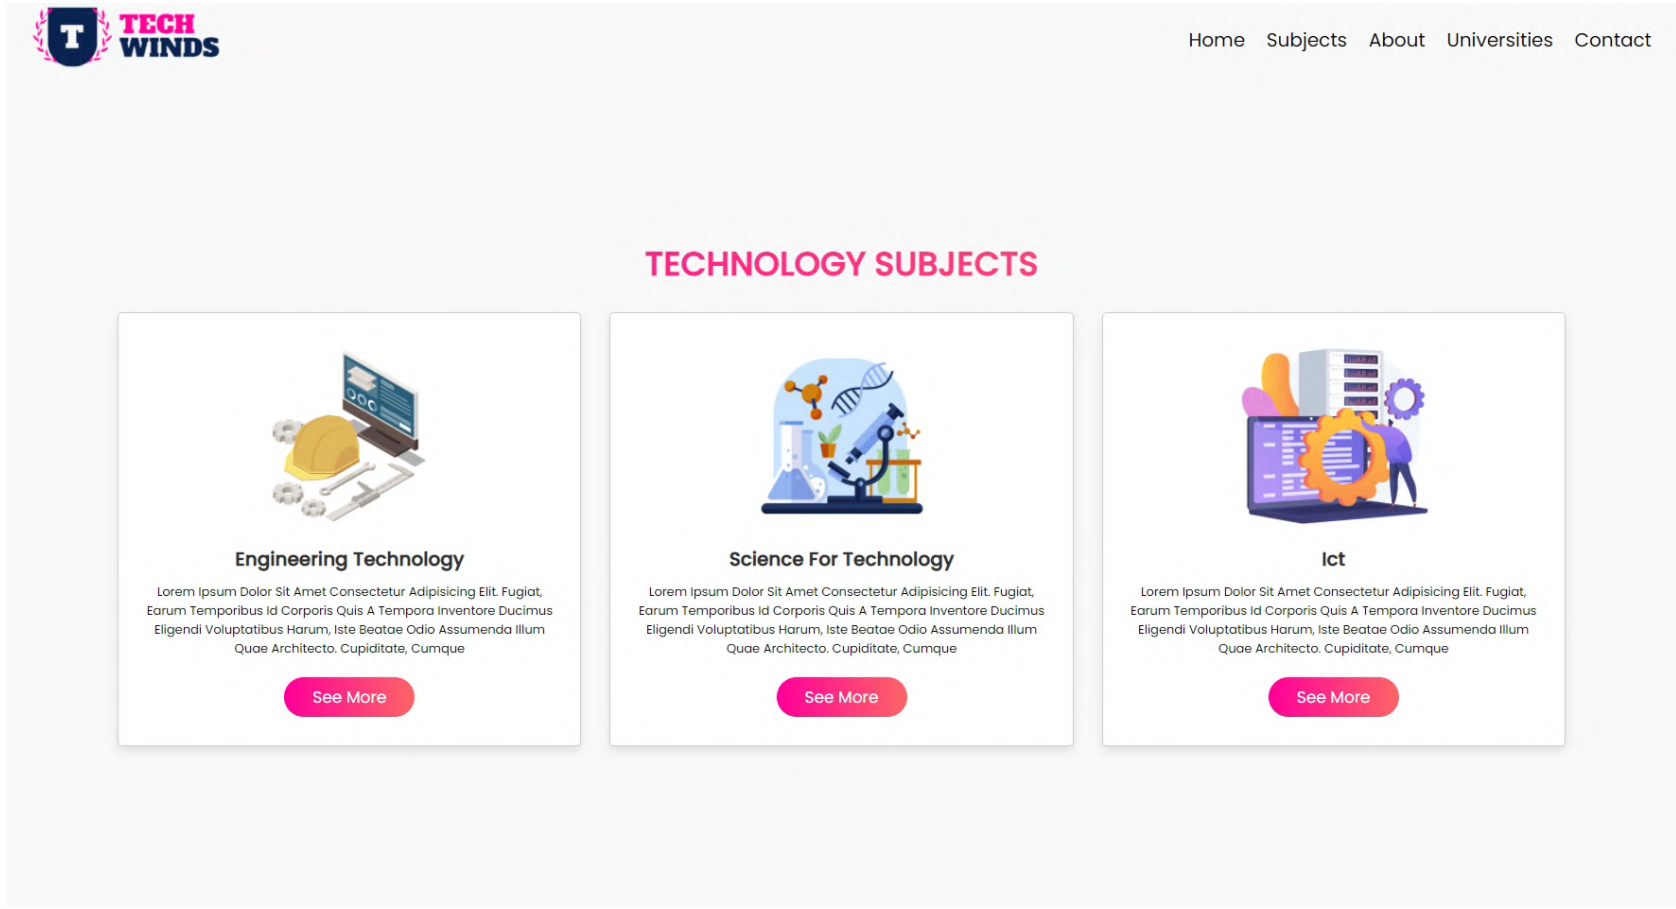 T
TECH
WINDS
Home Subjects About Universities Contact
TECHNOLOGY SUBJECTS
Engineering Technology
Lorem Ipsum Dolor Sit Amet Consectetur Adipisicing Elit. Fugiat,
Earum Temporibus Id Corporis Quis A Tempora Inventore Ducimus
Eligendi Voluptatibus Harum, Iste Beatae Odio Assumenda Illum
Quae Architecto. Cupiditate, Cumque
See More
Science For Technology
Lorem Ipsum Dolor Sit Amet Consectetur Adipisicing Elit. Fugiat,
Earum Temporibus Id Corporis Quis A Tempora Inventore Ducimus
Eligendi Voluptatibus Harum, Iste Beatae Odio Assumenda Illum
Quae Architecto. Cupiditate, Cumque
See More
Ict
Lorem Ipsum Dolor Sit Amet Consectetur Adipisicing Elit. Fugiat,
Earum Temporibus Id Corporis Quis A Tempora Inventore Ducimus
Eligendi Voluptatibus Harum, Iste Beatae Odio Assumenda Illum
Quae Architecto. Cupiditate, Cumque
See More